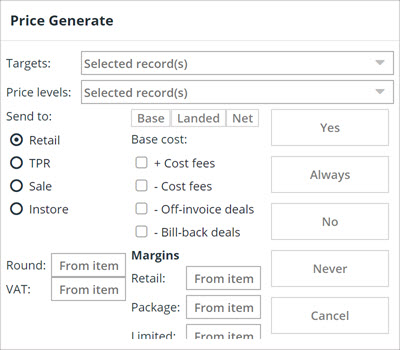 Price Generate
Targets: Selected record(s)
Price levels: Selected record(s)
Send to:
Retail
TPR
Sale
Instore
Base Landed Net
Base cost:
+ Cost fees
- Cost fees
- Off-invoice deals
- Bill-back deals
Round: From item
VAT: From item
Margins
Retail: From item
Package: From item
Limited: From item
Yes
Always
No
Never
Cancel